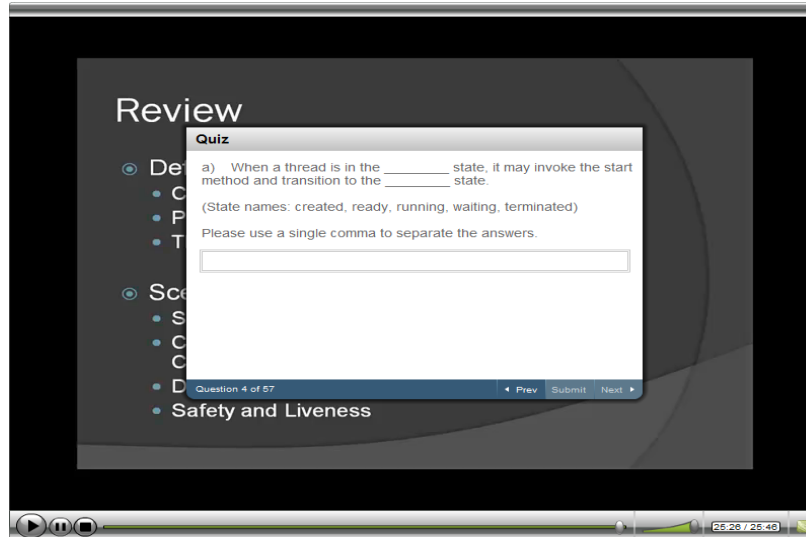 Review
Quiz
a) When a thread is in the ________ state, it may invoke the start
method and transition to the ________ state.
(State names: created, ready, running, waiting, terminated)
Please use a single comma to separate the answers.
Question 4 of 57 Prev Submit Next
Safety and Liveness
25:26 / 25:46